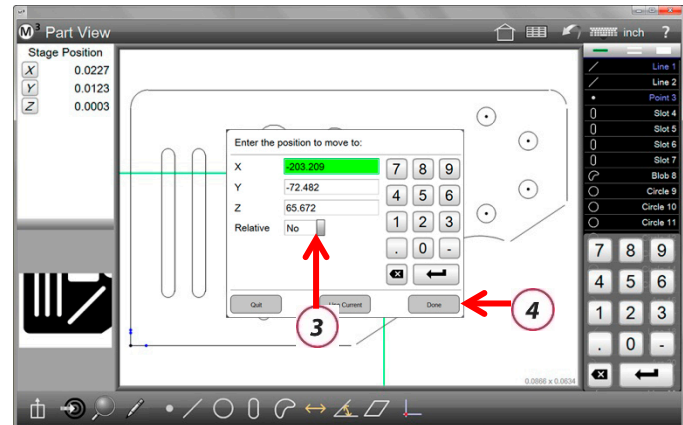 M3 Part View
inch ?
Stage Position
X 0.0227
Y 0.0123
Z 0.0003
Line 1
Line 2
Point 3
Slot 4
Slot 5
Slot 6
Slot 7
Blob 8
Circle 9
Circle 10
Circle 11
Enter the position to move to:
X -203.209
Y -72.482
Z 65.672
Relative No
7 8 9
4 5 6
1 2 3
. 0 -
Quit
Current
Done
3
4
7 8 9
4 5 6
1 2 3
. 0 -
0.0866 x 0.0634